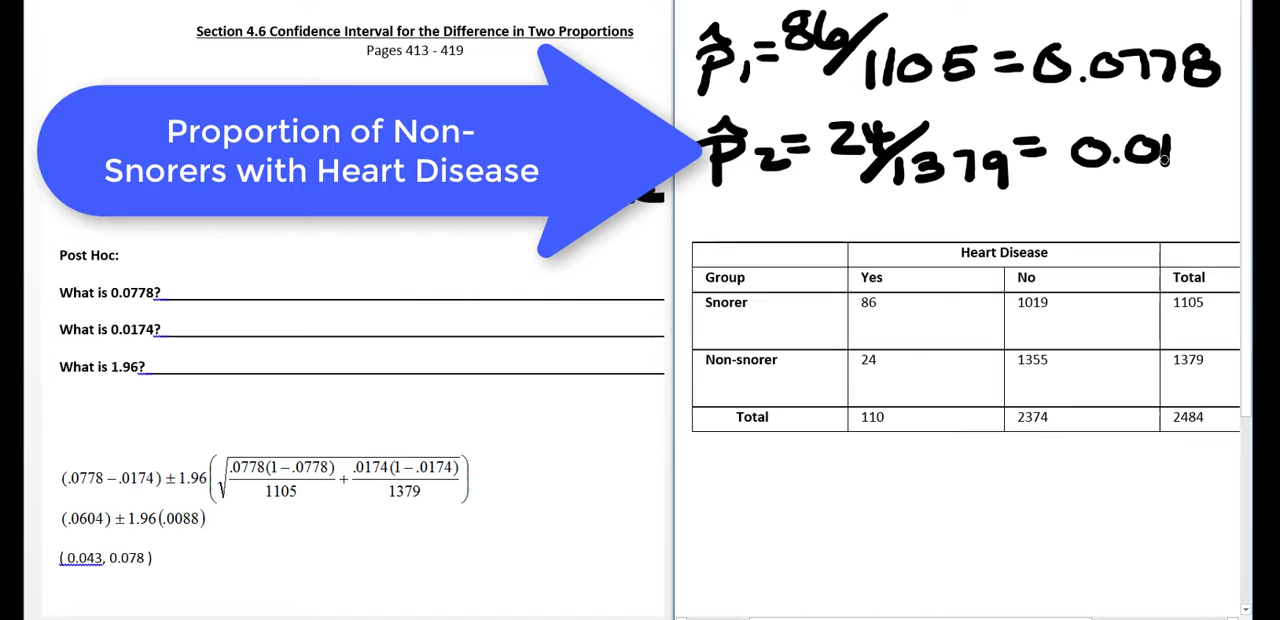 Section 4.6 Confidence Interval for the Difference in Two Proportions
Pages 413 - 419
Proportion of Non-
Snorers with Heart Disease
Post Hoc:
What is 0.0778?
What is 0.0174?
What is 1.96?
(.0778 − .0174) ± 1.96 ( √ .0778(1 − .0778) / 1105 + .0174(1 − .0174) / 1379 )
(.0604) ± 1.96(.0088)
( 0.043, 0.078 )
p̂1 = 86/1105 = 0.0778
p̂2 = 24/1379 = 0.01
Heart Disease
Group Yes No Total
Snorer 86 1019 1105
Non-snorer 24 1355 1379
Total 110 2374 2484